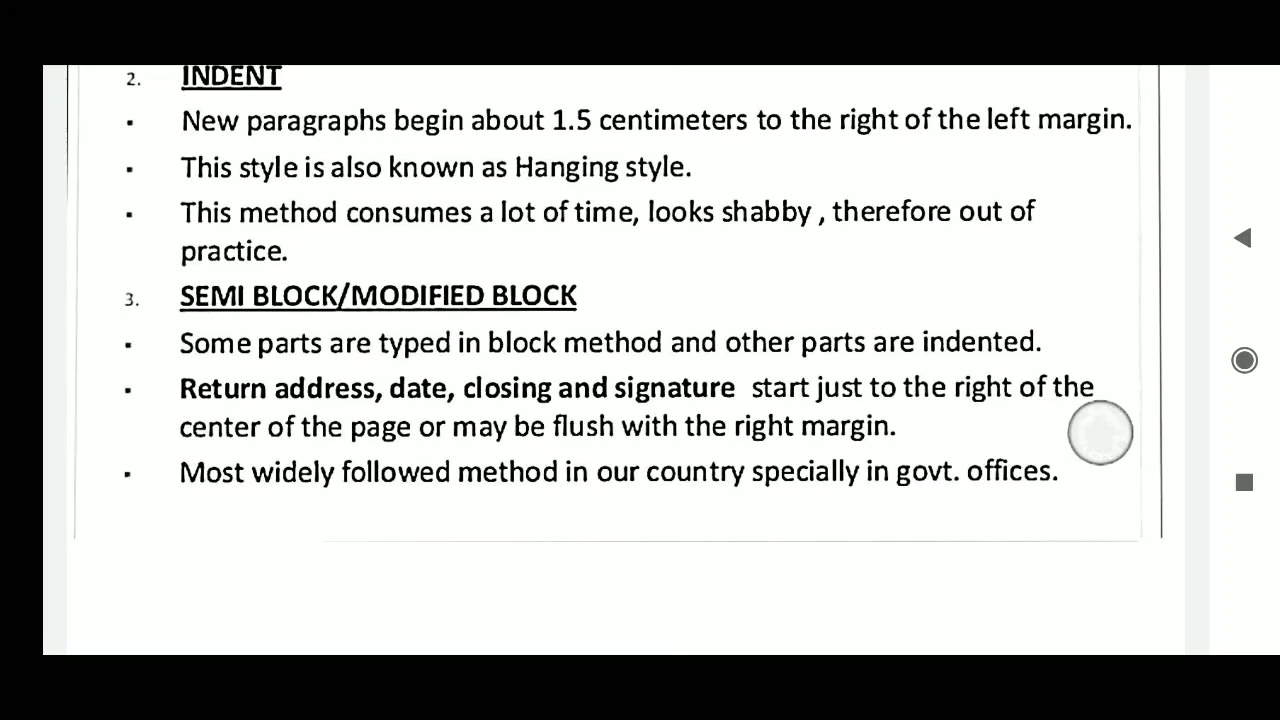 2. INDENT
▪ New paragraphs begin about 1.5 centimeters to the right of the left margin.
▪ This style is also known as Hanging style.
▪ This method consumes a lot of time, looks shabby , therefore out of
practice.
3. SEMI BLOCK/MODIFIED BLOCK
▪ Some parts are typed in block method and other parts are indented.
▪ Return address, date, closing and signature start just to the right of the
center of the page or may be flush with the right margin.
▪ Most widely followed method in our country specially in govt. offices.